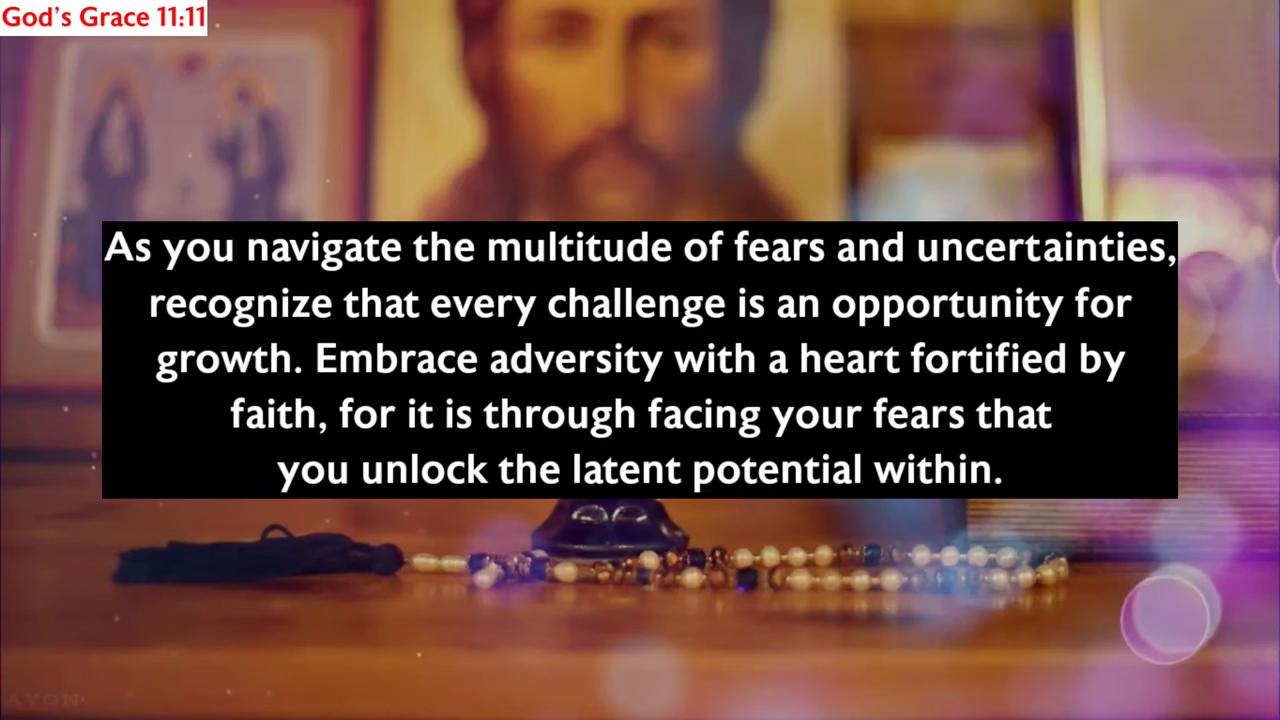 God's Grace 11:11
As you navigate the multitude of fears and uncertainties,
recognize that every challenge is an opportunity for
growth. Embrace adversity with a heart fortified by
faith, for it is through facing your fears that
you unlock the latent potential within.